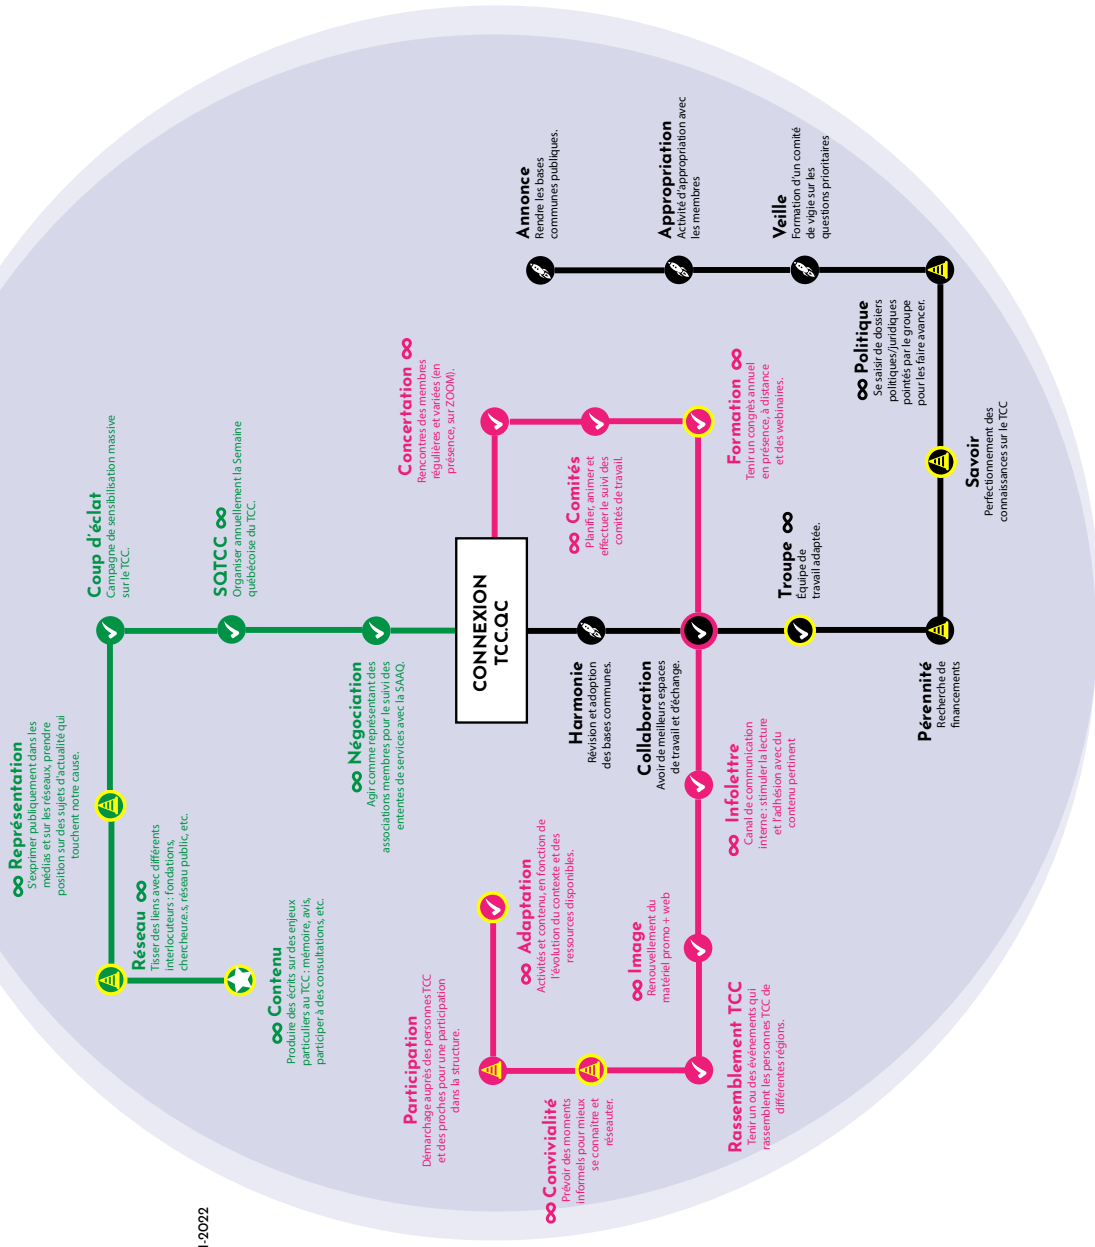 ∞ Représentation
S'exprimer publiquement dans les
médias et sur les réseaux, prendre
position sur des sujets d'actualité qui
touchent notre cause.
Coup d'éclat
Campagne de sensibilisation massive
sur le TCC.
Réseau ∞
Tisser des liens avec différents
interlocuteurs : fondations,
chercheur.e.s, réseau public, etc.
SQTCC ∞
Organiser annuellement la Semaine
québécoise du TCC.
∞ Contenu
Produire des écrits sur des enjeux
particuliers au TCC : mémoire, avis,
participer à des consultations, etc.
∞ Négociation
Agir comme représentant des
associations membres pour le suivi des
ententes de services avec la SAAQ.
Participation
Démarchage auprès des personnes TCC
et des proches pour une participation
dans la structure.
CONNEXION
TCC.QC
Concertation ∞
Rencontres des membres
régulières et variées (en
présence, sur ZOOM).
Annonce
Rendre les bases
communes publiques.
∞ Adaptation
Activités et contenu, en fonction de
l'évolution du contexte et des
ressources disponibles.
∞ Convivialité
Prévoir des moments
informels pour mieux
se connaître et
réseauter.
Harmonie
Révision et adoption
des bases communes.
∞ Comités
Planifier, animer et
effectuer le suivi des
comités de travail.
Appropriation
Activité d'appropriation avec
les membres
∞ Image
Renouvellement du
matériel promo + web
Collaboration
Avoir de meilleurs espaces
de travail et d'échange.
Rassemblement TCC
Tenir un ou des événements qui
rassemblent les personnes TCC de
différentes régions.
∞ Infolettre
Canal de communication
interne : stimuler la lecture
et l'adhésion avec du
contenu pertinent
Formation ∞
Tenir un congrès annuel
en présence, à distance
et des webinaires.
Troupe ∞
Équipe de
travail adaptée.
Veille
Formation d'un comité
de vigie sur les
questions prioritaires
∞ Politique
Se saisir de dossiers
politiques/juridiques
pointés par le groupe
pour les faire avancer.
Pérennité
Recherche de
financements
Savoir
Perfectionnement des
connaissances sur le TCC
-2022